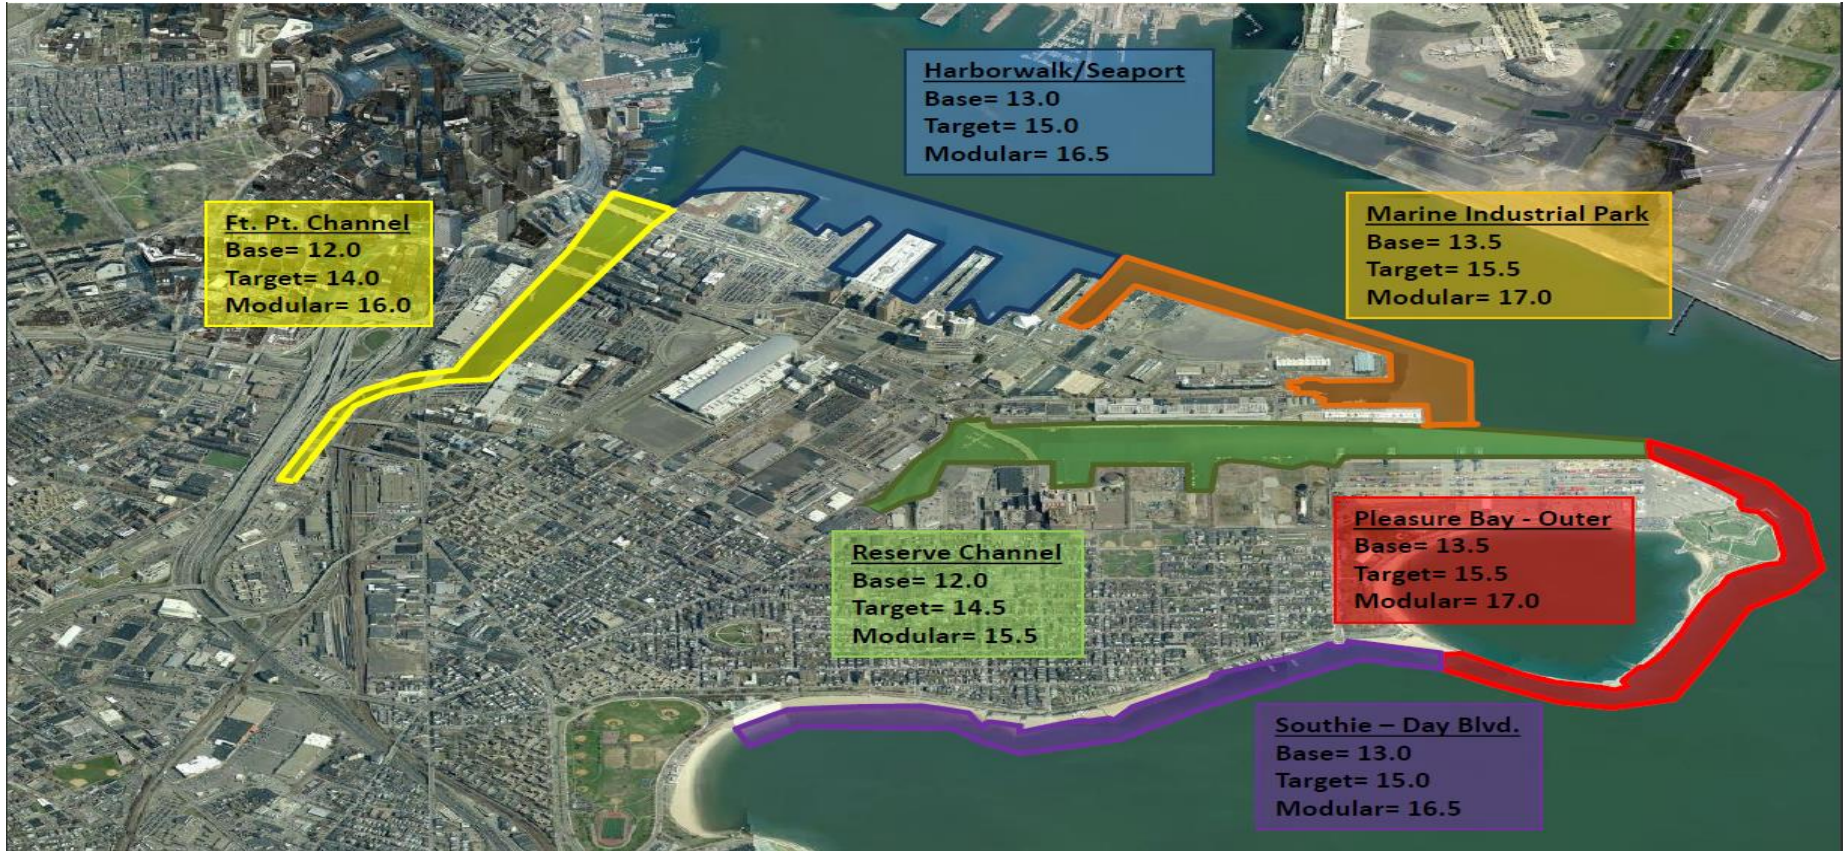 Harborwalk/Seaport
Base= 13.0
Target= 15.0
Modular= 16.5
Ft. Pt. Channel
Base= 12.0
Target= 14.0
Modular= 16.0
Marine Industrial Park
Base= 13.5
Target= 15.5
Modular= 17.0
Pleasure Bay - Outer
Base= 13.5
Target= 15.5
Modular= 17.0
Reserve Channel
Base= 12.0
Target= 14.5
Modular= 15.5
Southie – Day Blvd.
Base= 13.0
Target= 15.0
Modular= 16.5